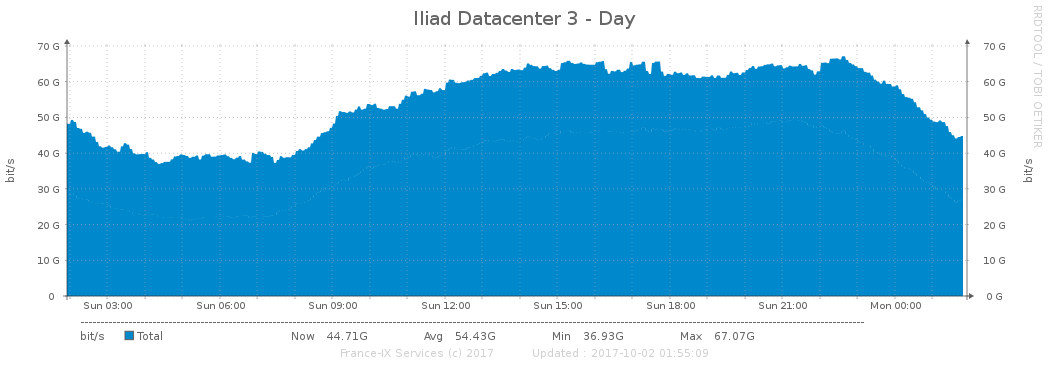 Iliad Datacenter 3 - Day
RRDTOOL / TOBI OETIKER
bit/s
70 G
60 G
50 G
40 G
30 G
20 G
10 G
0
70 G
60 G
50 G
40 G
30 G
20 G
10 G
0 G
bit/s
Sun 03:00 Sun 06:00 Sun 09:00 Sun 12:00 Sun 15:00 Sun 18:00 Sun 21:00 Mon 00:00
bit/s Total Now 44.71G Avg 54.43G Min 36.93G Max 67.07G
France-IX Services (c) 2017 Updated : 2017-10-02 01:55:09